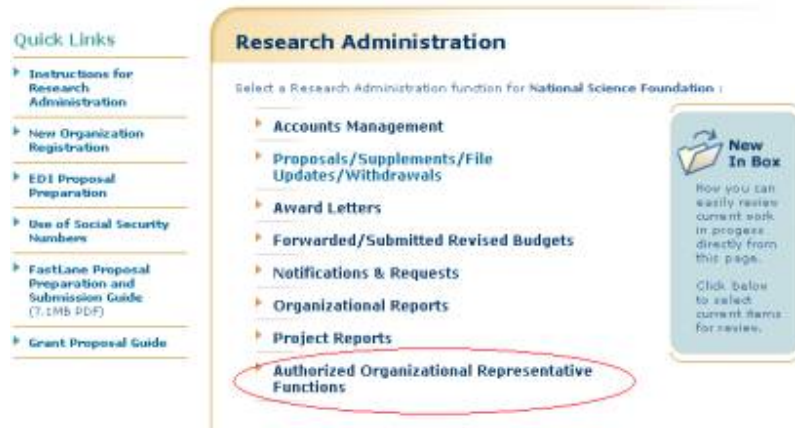 Quick Links
Instructions for
Research
Administration
New Organization
Registration
EDI Proposal
Preparation
Use of Social Security
Numbers
FastLane Proposal
Preparation and
Submission Guide
(7.1MB PDF)
Grant Proposal Guide
Research Administration
Select a Research Administration function for National Science Foundation :
Accounts Management
Proposals/Supplements/File
Updates/Withdrawals
Award Letters
Forwarded/Submitted Revised Budgets
Notifications & Requests
Organizational Reports
Project Reports
Authorized Organizational Representative
Functions
New
In Box
Now you can
easily review
current work
in progess
directly from
this page.
Click below
to select
current items
for review.